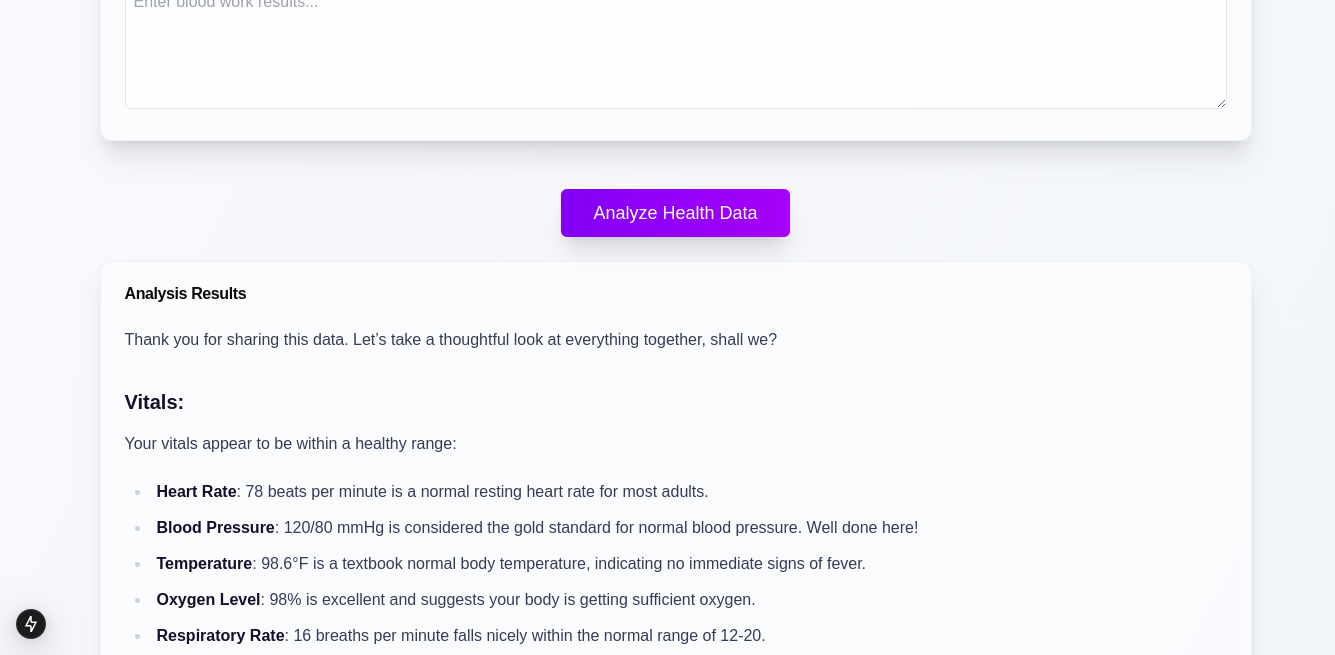 Enter blood work results...
Analyze Health Data
Analysis Results
Thank you for sharing this data. Let’s take a thoughtful look at everything together, shall we?
Vitals:
Your vitals appear to be within a healthy range:
Heart Rate: 78 beats per minute is a normal resting heart rate for most adults.
Blood Pressure: 120/80 mmHg is considered the gold standard for normal blood pressure. Well done here!
Temperature: 98.6°F is a textbook normal body temperature, indicating no immediate signs of fever.
Oxygen Level: 98% is excellent and suggests your body is getting sufficient oxygen.
Respiratory Rate: 16 breaths per minute falls nicely within the normal range of 12-20.